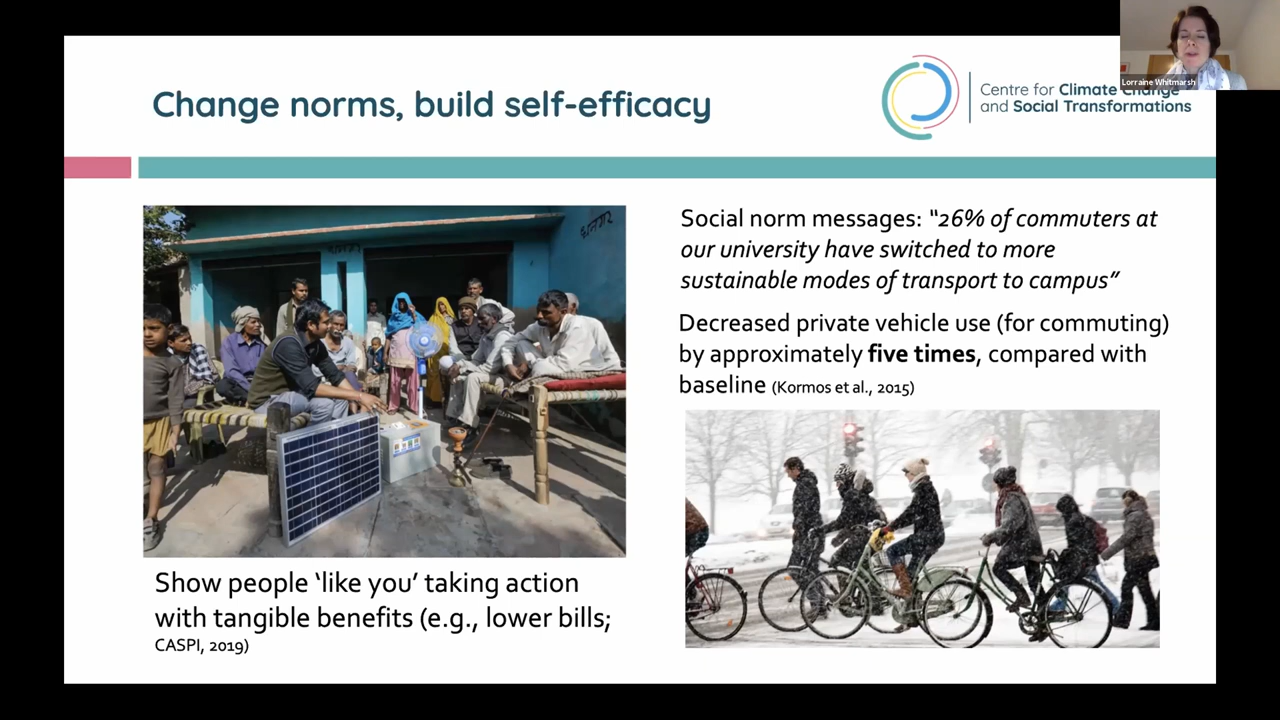 Lorraine Whitmarsh
Change norms, build self-efficacy
Centre for Climate Change
and Social Transformations
Social norm messages: “26% of commuters at
our university have switched to more
sustainable modes of transport to campus”
Decreased private vehicle use (for commuting)
by approximately five times, compared with
baseline (Kormos et al., 2015)
Show people ‘like you’ taking action
with tangible benefits (e.g., lower bills;
CASPI, 2019)